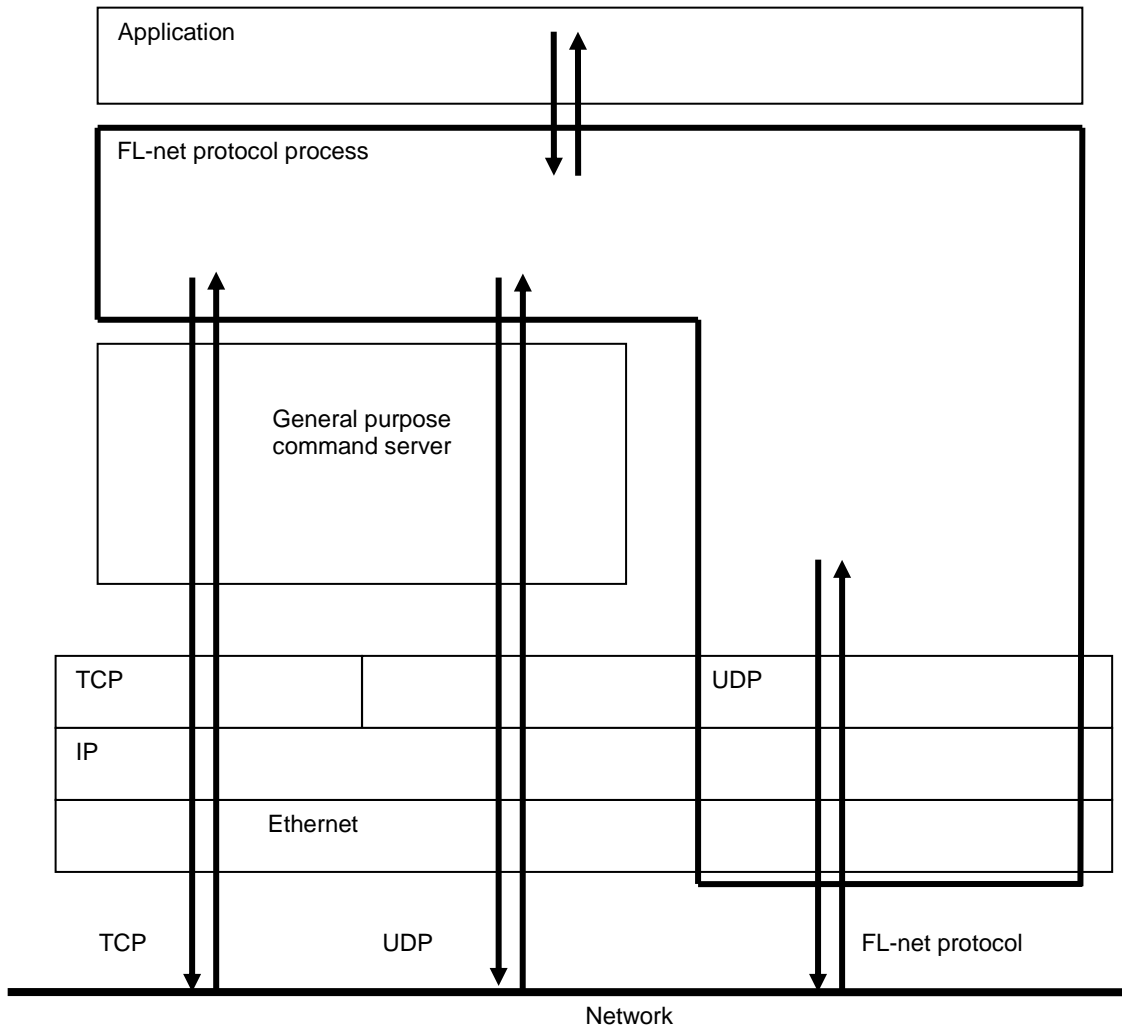 Application
FL-net protocol process
General purpose
command server
TCP
UDP
IP
Ethernet
TCP
UDP
FL-net protocol
Network